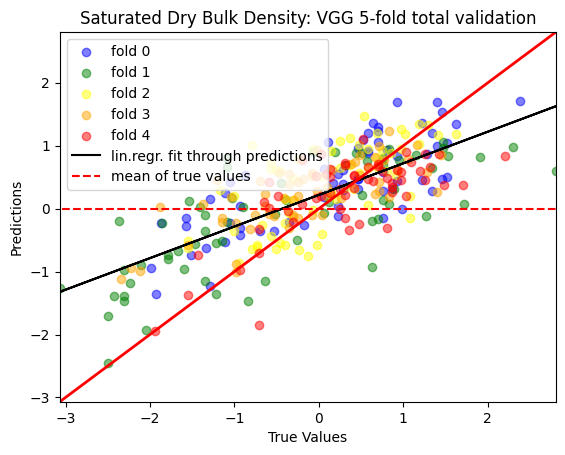 Saturated Dry Bulk Density: VGG 5-fold total validation
fold 0
fold 1
fold 2
fold 3
fold 4
lin.regr. fit through predictions
mean of true values
Predictions
2
1
0
−1
−2
−3
−3
−2
−1
0
1
2
True Values